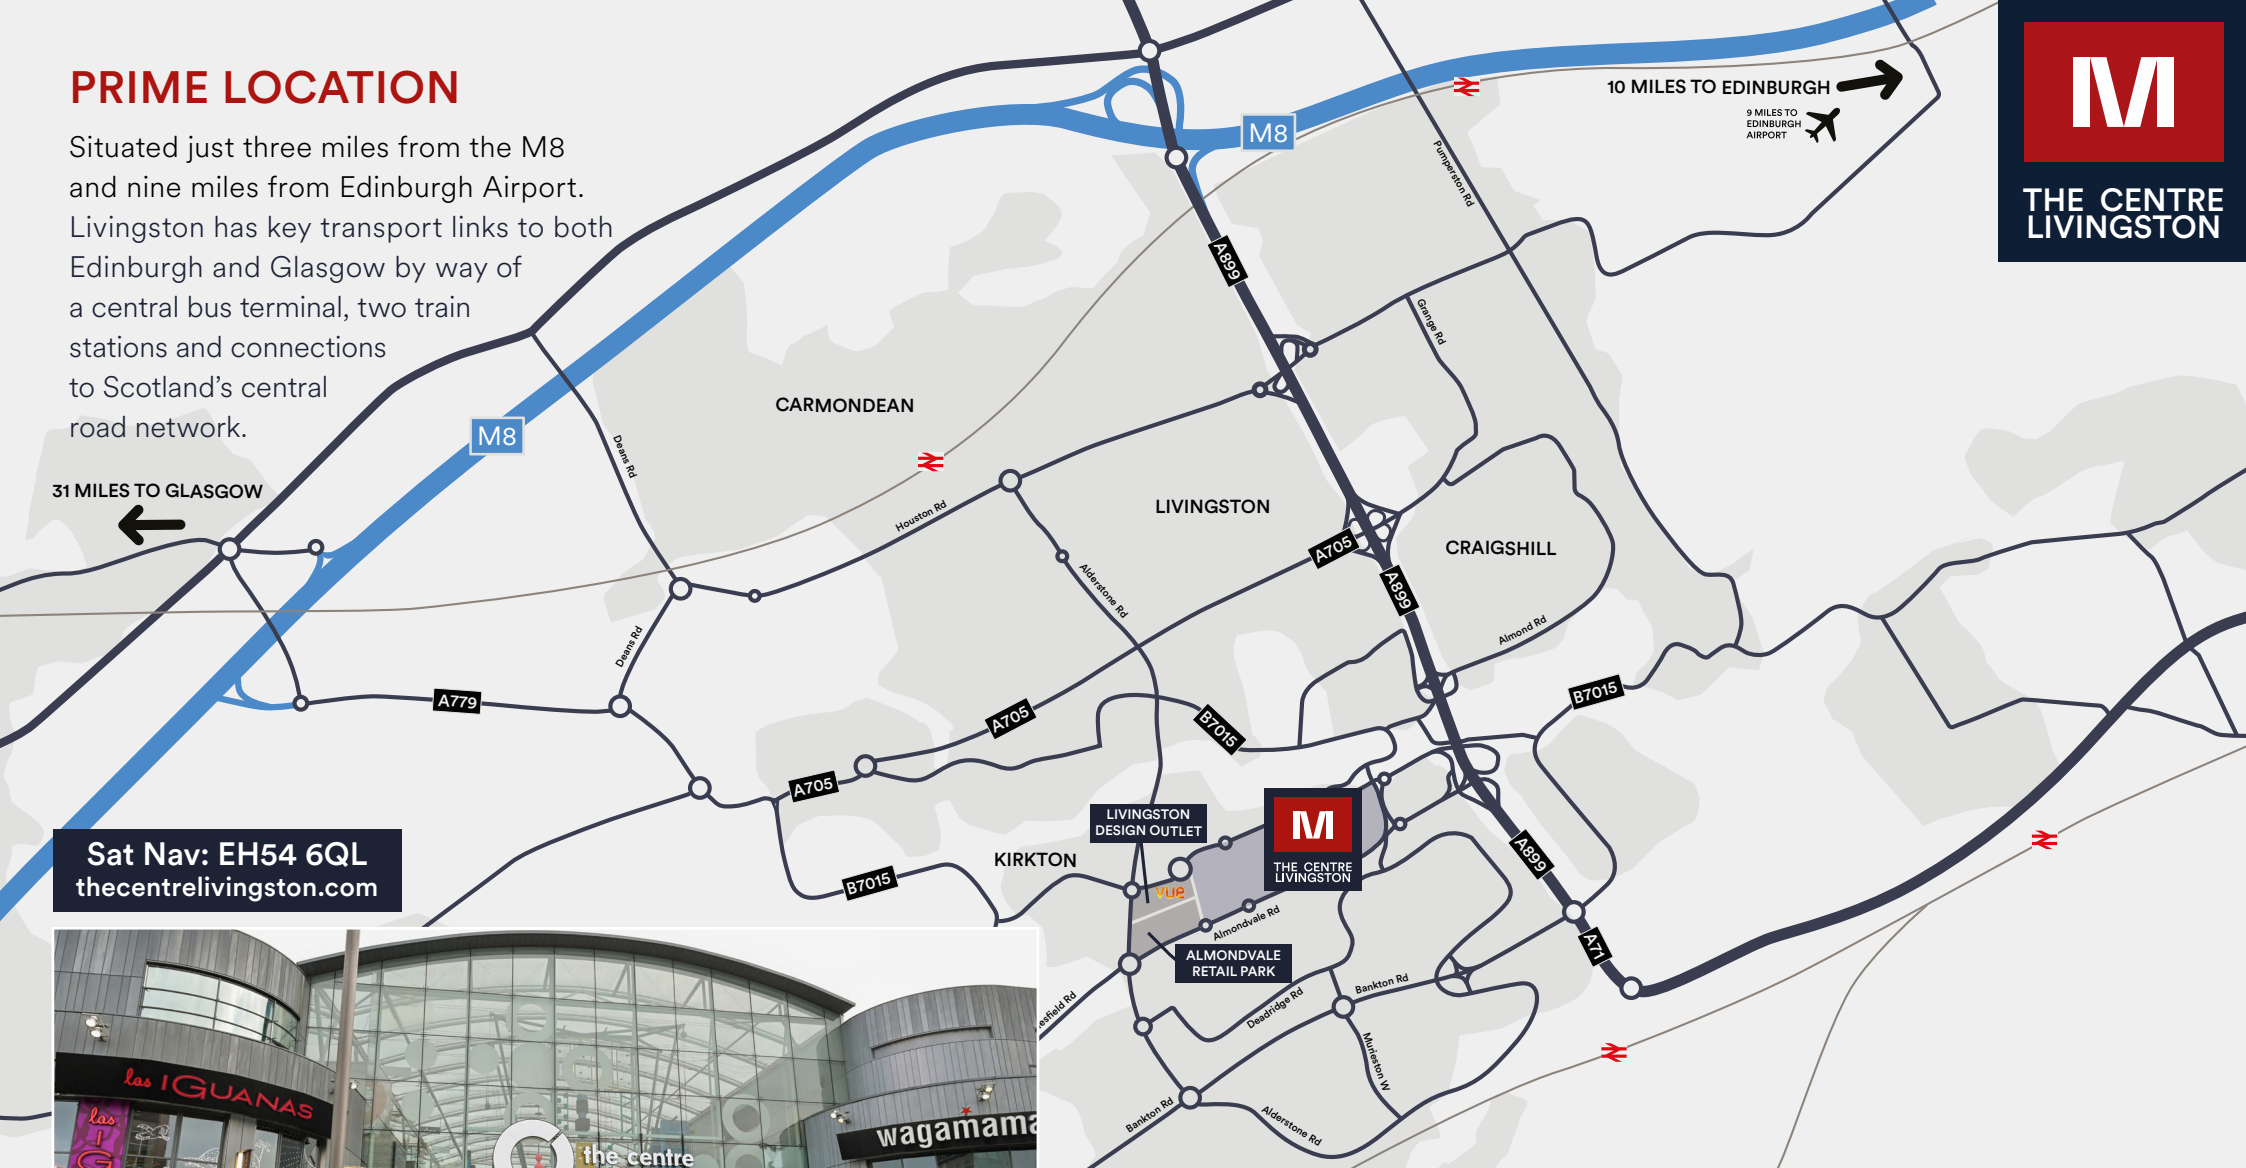 PRIME LOCATION
Situated just three miles from the M8
and nine miles from Edinburgh Airport.
Livingston has key transport links to both
Edinburgh and Glasgow by way of
a central bus terminal, two train
stations and connections
to Scotland’s central
road network.
31 MILES TO GLASGOW
M8
M8
10 MILES TO EDINBURGH
9 MILES TO
EDINBURGH
AIRPORT
M
THE CENTRE
LIVINGSTON
Pumperston Rd
A899
Grange Rd
CARMONDEAN
Deans Rd
Houston Rd
LIVINGSTON
A705
CRAIGSHILL
A899
Alderstone Rd
Almond Rd
Deans Rd
A779
A705
B7015
B7015
A705
LIVINGSTON
DESIGN OUTLET
M
THE CENTRE
LIVINGSTON
KIRKTON
B7015
vue
A899
Almondvale Rd
ALMONDVALE
RETAIL PARK
A71
Bankton Rd
Deadridge Rd
Murieston W
Bankton Rd
Alderstone Rd
esfield Rd
Sat Nav: EH54 6QL
thecentrelivingston.com
las IGUANAS
las
IG
wagamama
the centre